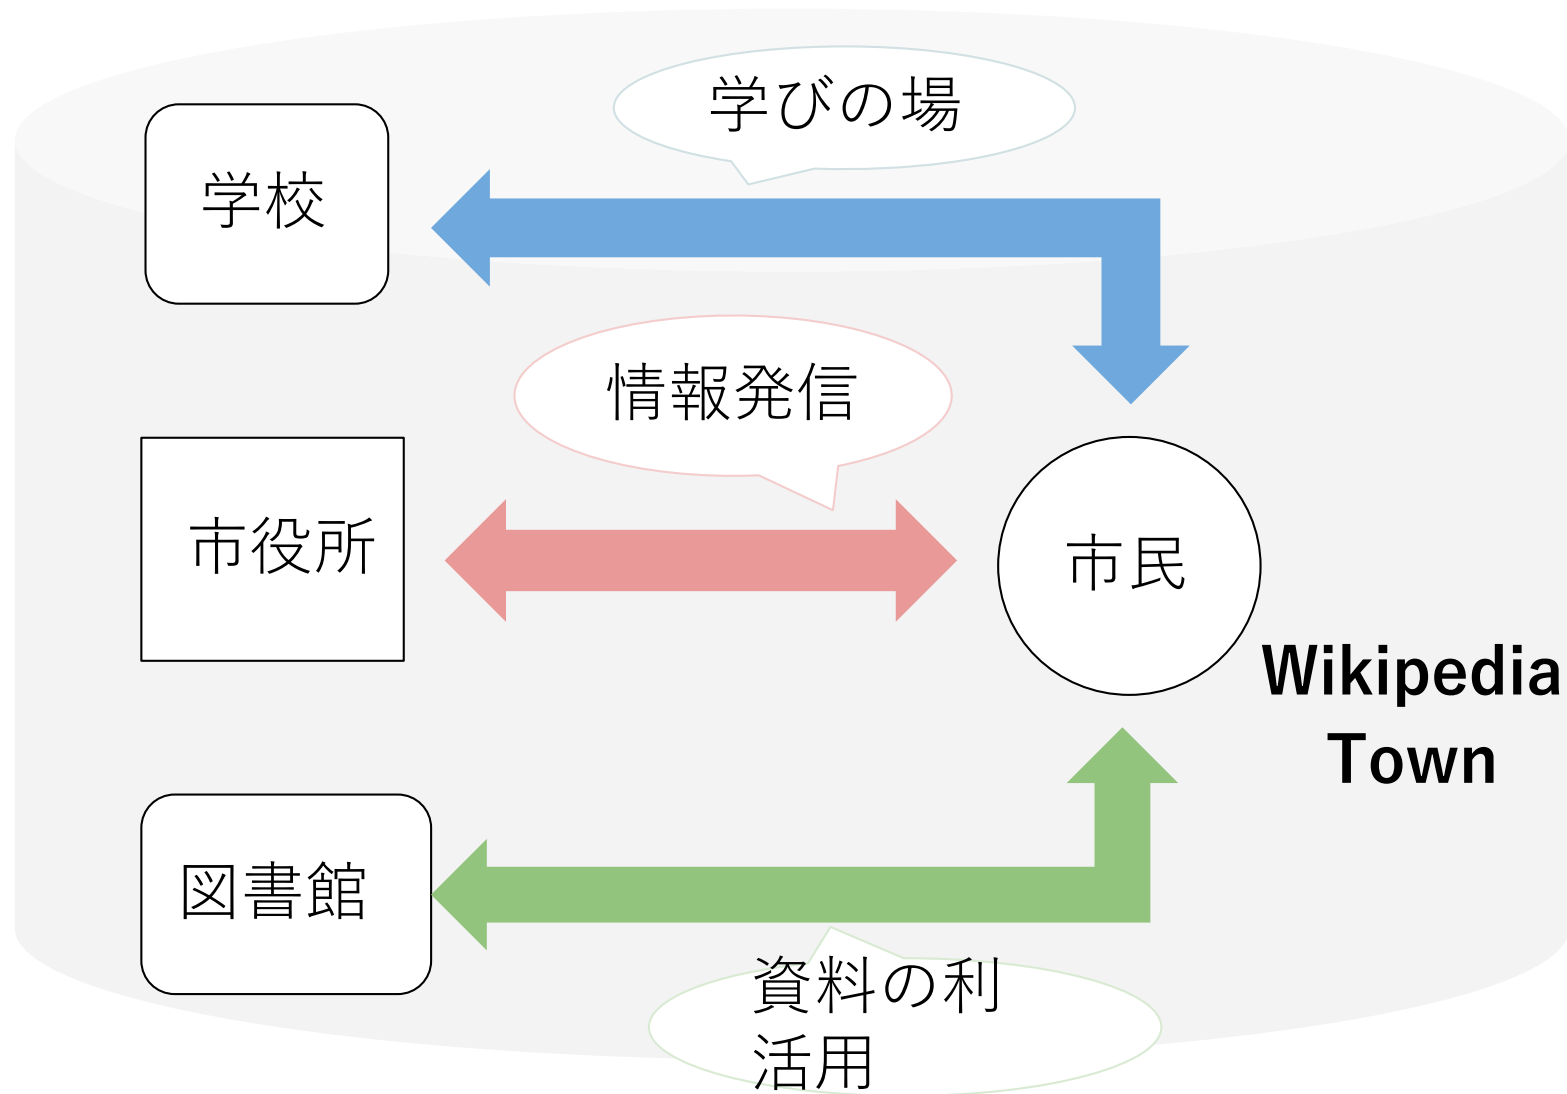 学びの場
学校
情報発信
市役所
市民
Wikipedia
Town
図書館
資料の利
活用